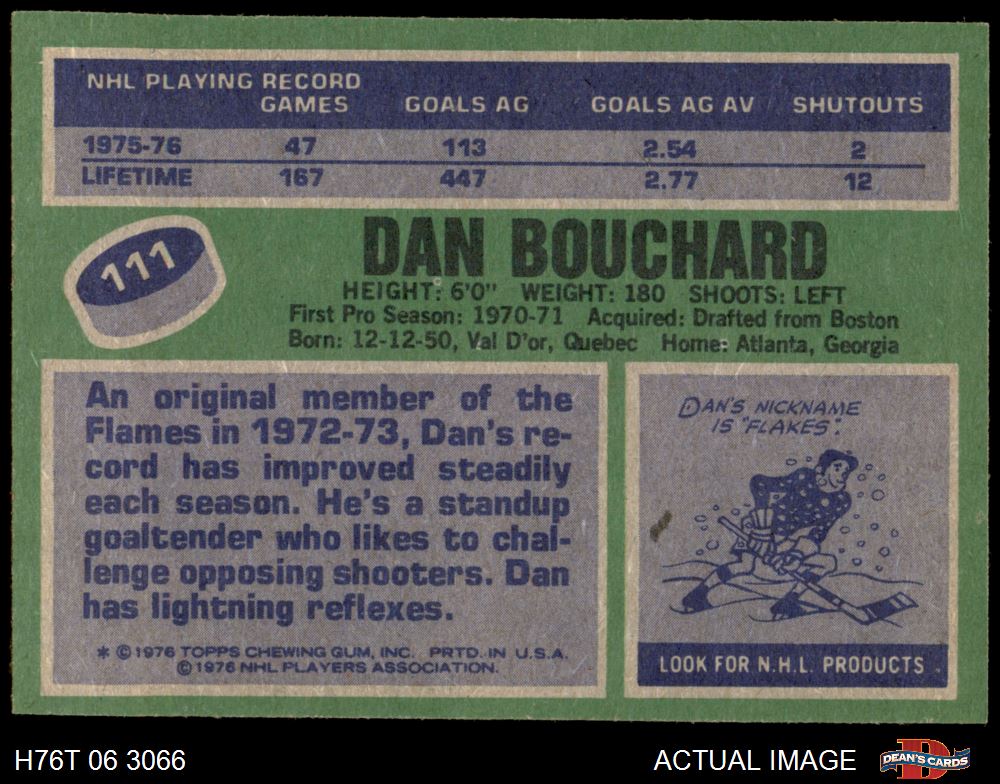 NHL PLAYING RECORD
GAMES GOALS AG GOALS AG AV SHUTOUTS
1975-76 47 113 2.54 2
LIFETIME 167 447 2.77 12
111
DAN BOUCHARD
HEIGHT: 6'0" WEIGHT: 180 SHOOTS: LEFT
First Pro Season: 1970-71 Acquired: Drafted from Boston
Born: 12-12-50, Val D'or, Quebec Home: Atlanta, Georgia
An original member of the
Flames in 1972-73, Dan's re-
cord has improved steadily
each season. He's a standup
goaltender who likes to chal-
lenge opposing shooters. Dan
has lightning reflexes.
* © 1976 TOPPS CHEWING GUM, INC. PRTD. IN U.S.A.
© 1976 NHL PLAYERS ASSOCIATION.
DAN'S NICKNAME
IS "FLAKES".
LOOK FOR N.H.L. PRODUCTS
H76T 06 3066 ACTUAL IMAGE DEAN'S CARDS